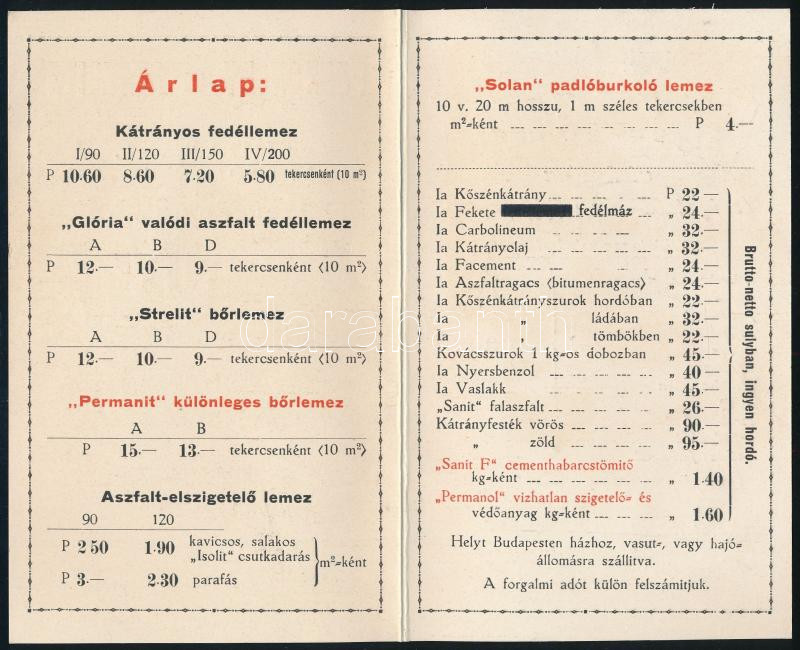 Árlap:
Kátrányos fedéllemez
I/90 II/120 III/150 IV/200
P 10.60 8.60 7.20 5.80 tekercsenként (10 m²)
„Glória“ valódi aszfalt fedéllemez
A B D
P 12.— 10.— 9.— tekercsenként (10 m²)
„Strelit“ bőrlemez
A B D
P 12.— 10.— 9.— tekercsenként (10 m²)
„Permanit“ különleges bőrlemez
A B
P 15.— 13.— tekercsenként (10 m²)
Aszfalt-elszigetelő lemez
90 120
P 2 50 1.90 kavicsos, salakos „Isolit“ csutkadarás
P 3.— 2.30 parafás
m²-ként
„Solan“ padlóburkoló lemez
10 v. 20 m hosszu, 1 m széles tekercsekben
m²-ként P 4.—
Ia Kőszénkátrány P 22—
Ia Fekete fedélmáz „ 24.—
Ia Carbolineum „ 32.—
Ia Kátrányolaj „ 32.—
Ia Facement „ 24.—
Ia Aszfaltragacs (bitumenragacs) „ 24.—
Ia Kőszénkátrányszurok hordóban „ 22.—
Ia „ ládában „ 32.—
Ia „ tömbökben „ 22.—
Kovácsszurok 1 kg-os dobozban „ 45.—
Ia Nyersbenzol „ 40—
Ia Vaslakk „ 45.—
„Sanit“ falaszfalt „ 26.—
Kátrányfesték vörös „ 90.—
„ zöld „ 95.—
Brutto-netto sulyban, ingyen hordó.
„Sanit F“ cementhabarcstömitő
kg-ként „ 1.40
„Permanol“ vizhatlan szigetelő- és
védőanyag kg-ként „ 1.60
Helyt Budapesten házhoz, vasut-, vagy hajó-
állomásra szállitva.
A forgalmi adót külön felszámitjuk.
darabanth.com